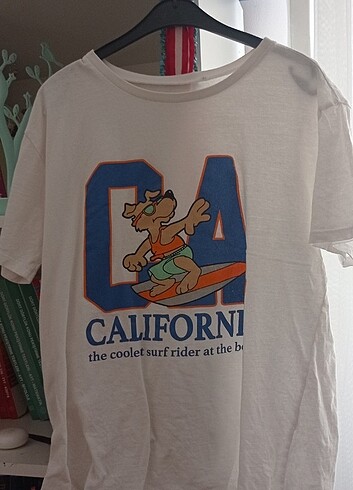 CA
CALIFORNI
the coolet surf rider at the be